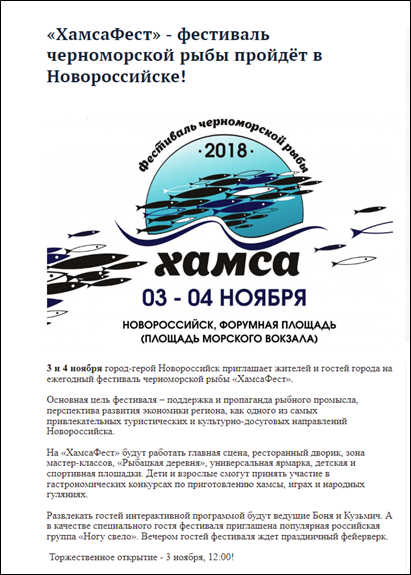 «ХамсаФест» - фестиваль
черноморской рыбы пройдёт в
Новороссийске!
фестиваль черноморской рыбы
·2018·
хамса
03 - 04 НОЯБРЯ
НОВОРОССИЙСК, ФОРУМНАЯ ПЛОЩАДЬ
(ПЛОЩАДЬ МОРСКОГО ВОКЗАЛА)
3 и 4 ноября город-герой Новороссийск приглашает жителей и гостей города на
ежегодный фестиваль черноморской рыбы «ХамсаФест».
Основная цель фестиваля – поддержка и пропаганда рыбного промысла,
перспектива развития экономики региона, как одного из самых
привлекательных туристических и культурно-досуговых направлений
Новороссийска.
На «ХамсаФест» будут работать главная сцена, ресторанный дворик, зона
мастер-классов, «Рыбацкая деревня», универсальная ярмарка, детская и
спортивная площадки. Дети и взрослые смогут принять участие в
гастрономических конкурсах по приготовлению хамсы, играх и народных
гуляниях.
Развлекать гостей интерактивной программой будут ведущие Боня и Кузьмич. А
в качестве специального гостя фестиваля приглашена популярная российская
группа «Ногу свело». Вечером гостей фестиваля ждет праздничный фейерверк.
Торжественное открытие - 3 ноября, 12:00!